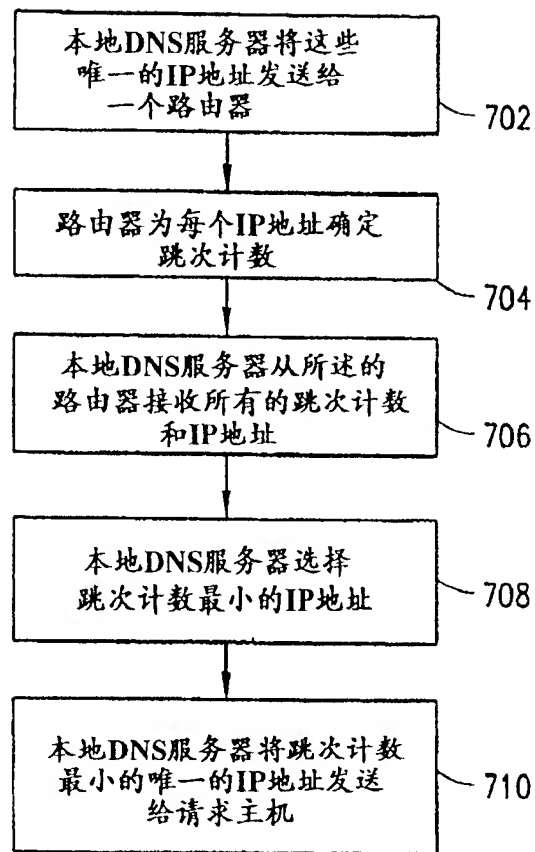 本地DNS服务器将这些
唯一的IP地址发送给
一个路由器
702
路由器为每个IP地址确定
跳次计数
704
本地DNS服务器从所述的
路由器接收所有的跳次计数
和IP地址
706
本地DNS服务器选择
跳次计数最小的IP地址
708
本地DNS服务器将跳次计数
最小的唯一的IP地址发送
给请求主机
710